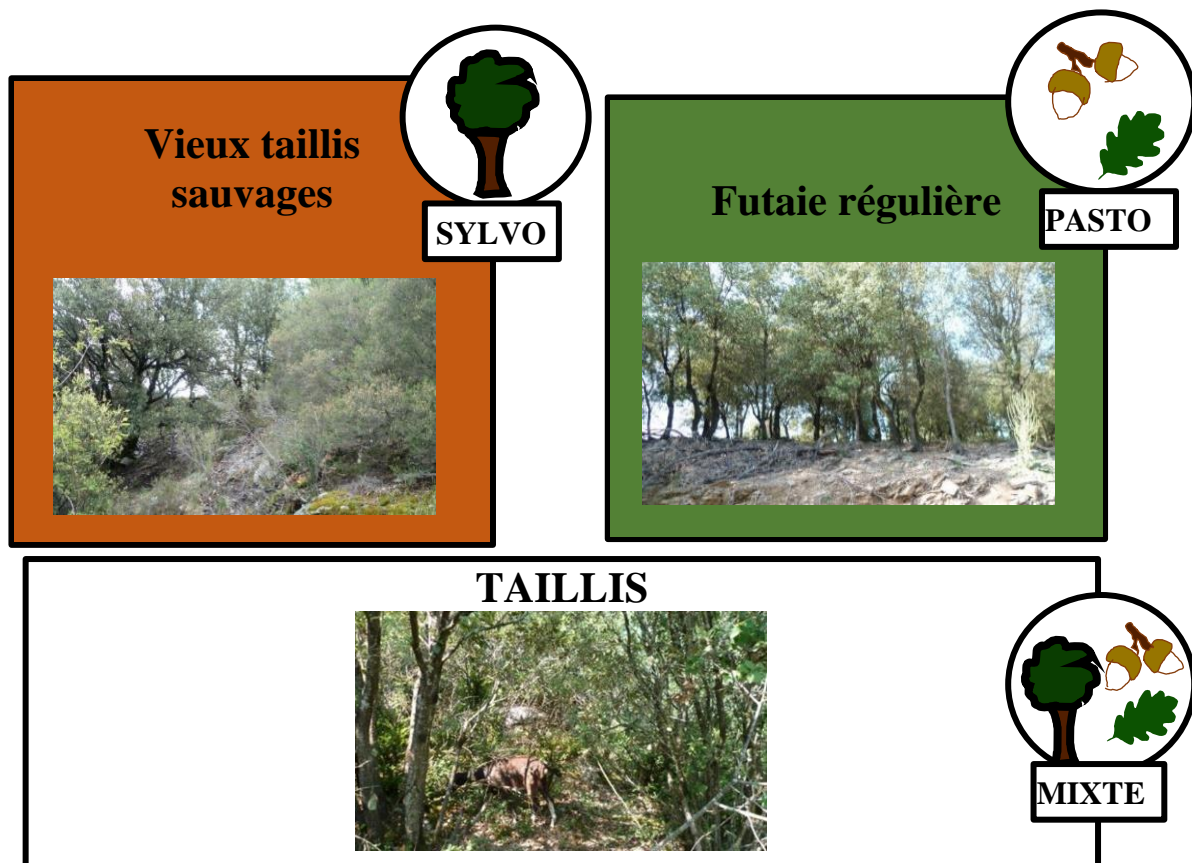 Vieux taillis
sauvages
SYLVO
Futaie régulière
PASTO
TAILLIS
MIXTE